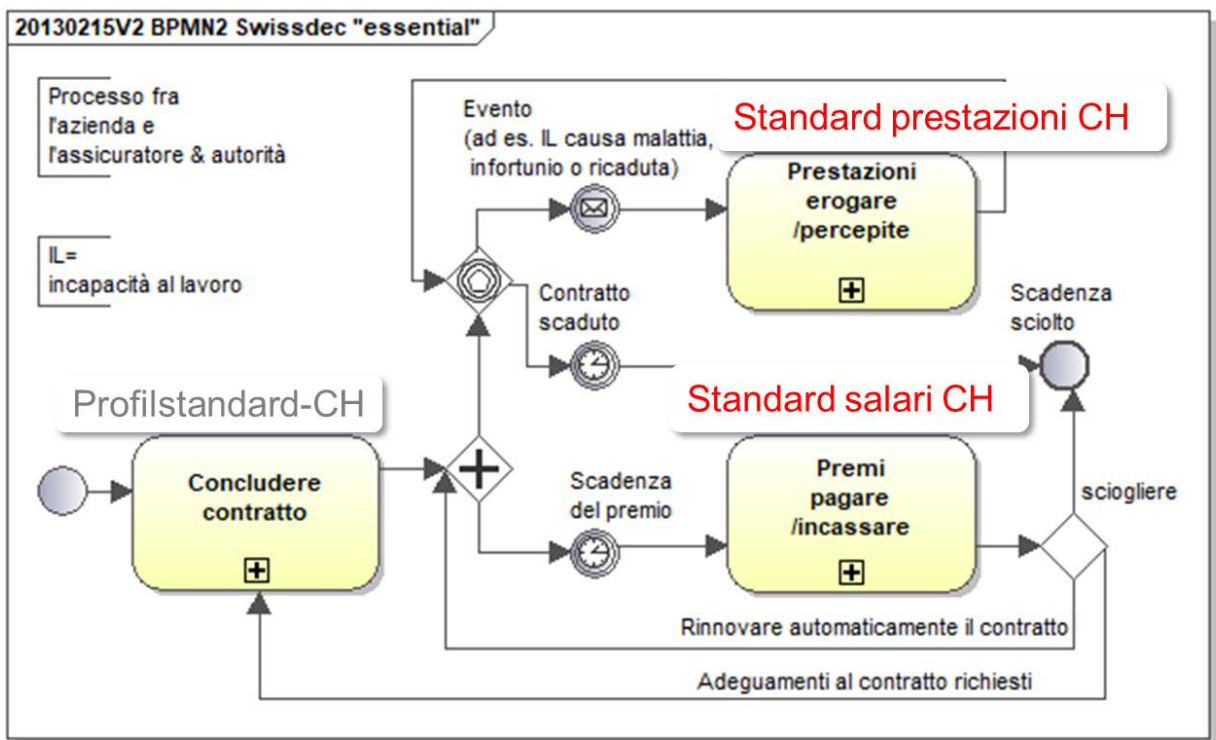 20130215V2 BPMN2 Swissdec "essential"
Processo fra
l'azienda e
l'assicuratore & autorità
IL=
incapacità al lavoro
Evento
(ad es. IL causa malattia,
infortunio o ricaduta)
Standard prestazioni CH
Prestazioni
erogare
/percepite
Contratto
scaduto
Scadenza
sciolto
Profilstandard-CH
Standard salari CH
Concludere
contratto
Scadenza
del premio
Premi
pagare
/incassare
sciogliere
Rinnovare automaticamente il contratto
Adeguamenti al contratto richiesti